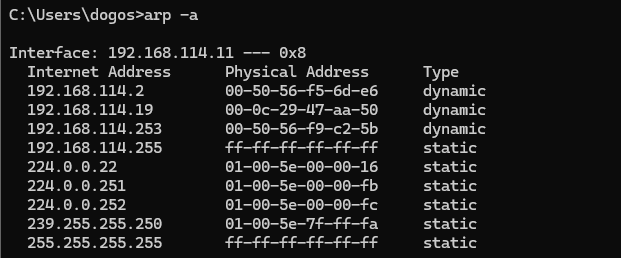 C:\Users\dogos>arp -a
Interface: 192.168.114.11 --- 0x8
Internet Address Physical Address Type
192.168.114.2 00-50-56-f5-6d-e6 dynamic
192.168.114.19 00-0c-29-47-aa-50 dynamic
192.168.114.253 00-50-56-f9-c2-5b dynamic
192.168.114.255 ff-ff-ff-ff-ff-ff static
224.0.0.22 01-00-5e-00-00-16 static
224.0.0.251 01-00-5e-00-00-fb static
224.0.0.252 01-00-5e-00-00-fc static
239.255.255.250 01-00-5e-7f-ff-fa static
255.255.255.255 ff-ff-ff-ff-ff-ff static